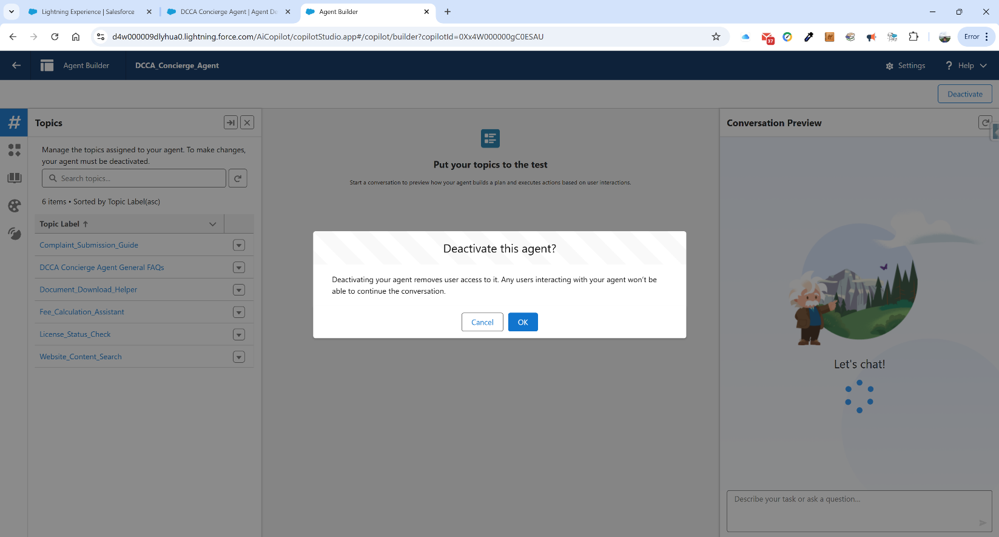 Lightning Experience | Salesforce
DCCA Concierge Agent | Agent De
Agent Builder
d4w000009dlyhua0.lightning.force.com/AiCopilot/copilotStudio.app#/copilot/builder?copilotId=0Xx4W000000gC0ESAU
37
Error
Agent Builder
DCCA_Concierge_Agent
Settings
? Help
Deactivate
#
Topics
Manage the topics assigned to your agent. To make changes,
your agent must be deactivated.
Search topics...
6 items • Sorted by Topic Label(asc)
Topic Label ↑
Complaint_Submission_Guide
DCCA Concierge Agent General FAQs
Document_Download_Helper
Fee_Calculation_Assistant
License_Status_Check
Website_Content_Search
Put your topics to the test
Start a conversation to preview how your agent builds a plan and executes actions based on user interactions.
Deactivate this agent?
Deactivating your agent removes user access to it. Any users interacting with your agent won't be
able to continue the conversation.
Cancel
OK
Conversation Preview
Let's chat!
Describe your task or ask a question...